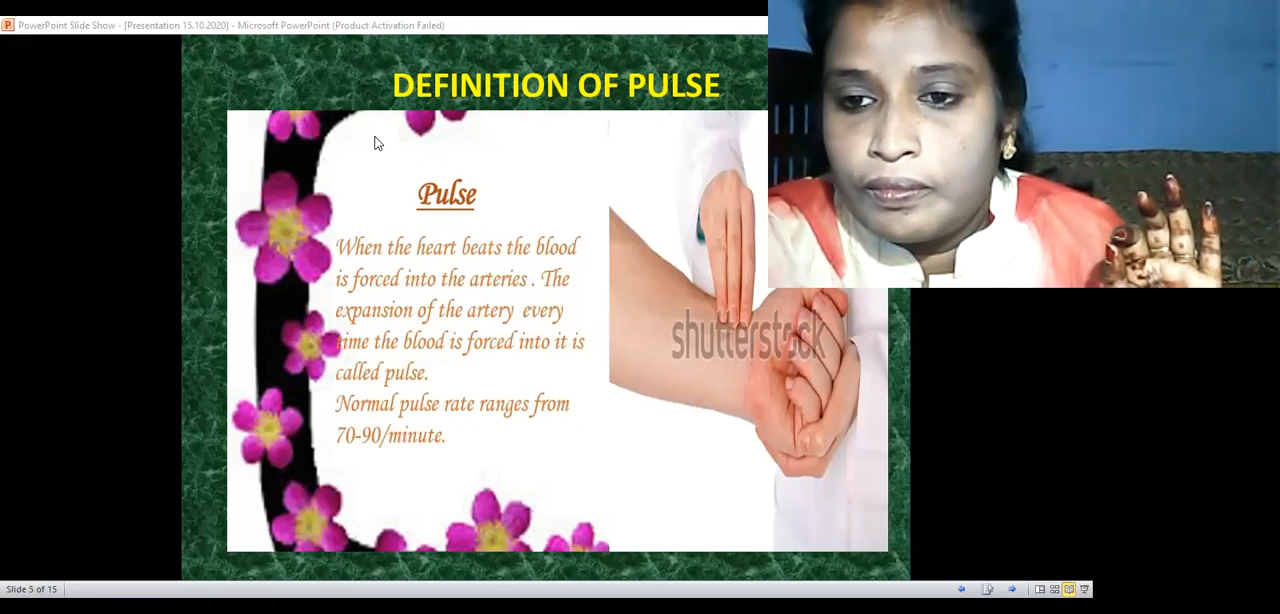 PowerPoint Slide Show - [Presentation 15.10.2020] - Microsoft PowerPoint (Product Activation Failed)
DEFINITION OF PULSE
Pulse
When the heart beats the blood
is forced into the arteries . The
expansion of the artery every
time the blood is forced into it is
called pulse.
Normal pulse rate ranges from
70-90/minute.
shutterstock
Slide 5 of 15